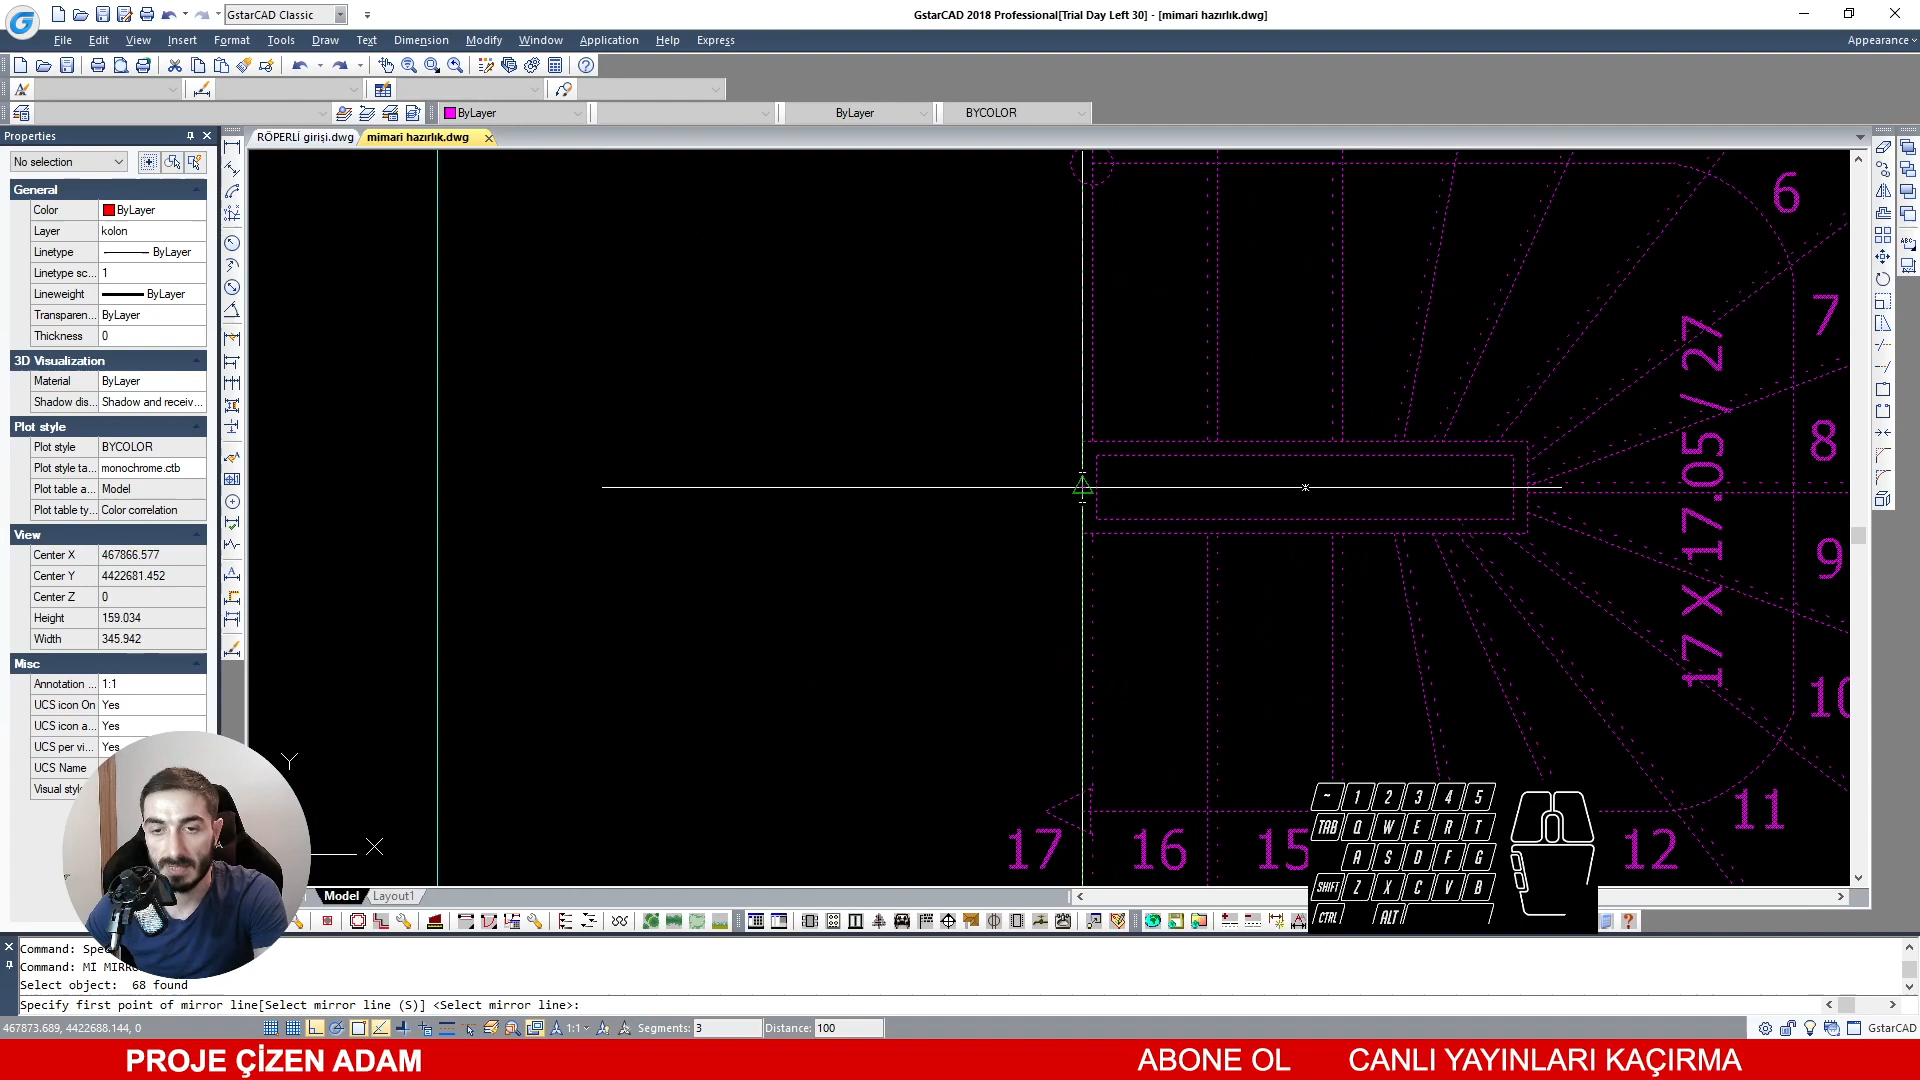 GstarCAD Classic
GstarCAD 2018 Professional[Trial Day Left 30] - [mimari hazırlık.dwg]
File Edit View Insert Format Tools Draw Text Dimension Modify Window Application Help Express
Appearance
ByLayer
ByLayer
BYCOLOR
Properties
RÖPERLİ girişi.dwg
mimari hazırlık.dwg
No selection
General
Color ByLayer
Layer kolon
Linetype ByLayer
Linetype sc... 1
Lineweight ByLayer
Transparen... ByLayer
Thickness 0
3D Visualization
Material ByLayer
Shadow dis... Shadow and receiv...
Plot style
Plot style BYCOLOR
Plot style ta... monochrome.ctb
Plot table a... Model
Plot table ty... Color correlation
View
Center X 467866.577
Center Y 4422681.452
Center Z 0
Height 159.034
Width 345.942
Misc
Annotation ... 1:1
UCS icon On Yes
UCS icon a... Yes
UCS per vi... Yes
UCS Name
Visual style
6
7
8
9
10
11
12
15
16
17
17 X 17.05 / 27
Y
X
~ 1 2 3 4 5
TAB Q W E R T
A S D F G
SHIFT Z X C V B
CTRL ALT
Model Layout1
Command: Spec
Command: MI MIRRO
Select object: 68 found
Specify first point of mirror line[Select mirror line (S)] <Select mirror line>:
467873.689, 4422688.144, 0
1:1
Segments: 3
Distance: 100
GstarCAD
PROJE ÇİZEN ADAM
ABONE OL
CANLI YAYINLARI KAÇIRMA